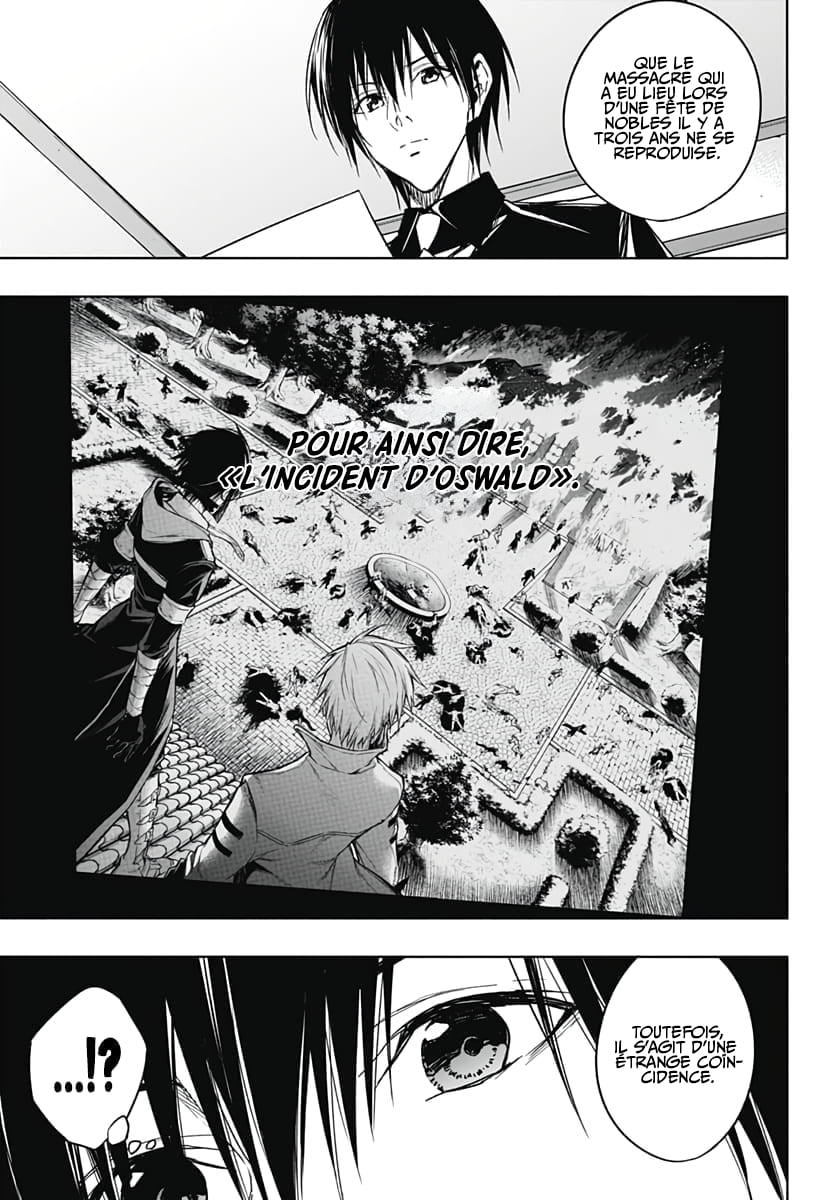 QUE LE
MASSACRE QUI
A EU LIEU LORS
D'UNE FÊTE DE
NOBLES IL Y A
TROIS ANS NE SE
REPRODUISE.
POUR AINSI DIRE,
«L'INCIDENT D'OSWALD».
TOUTEFOIS,
IL S'AGIT D'UNE
ÉTRANGE COÏN-
CIDENCE.
...!?